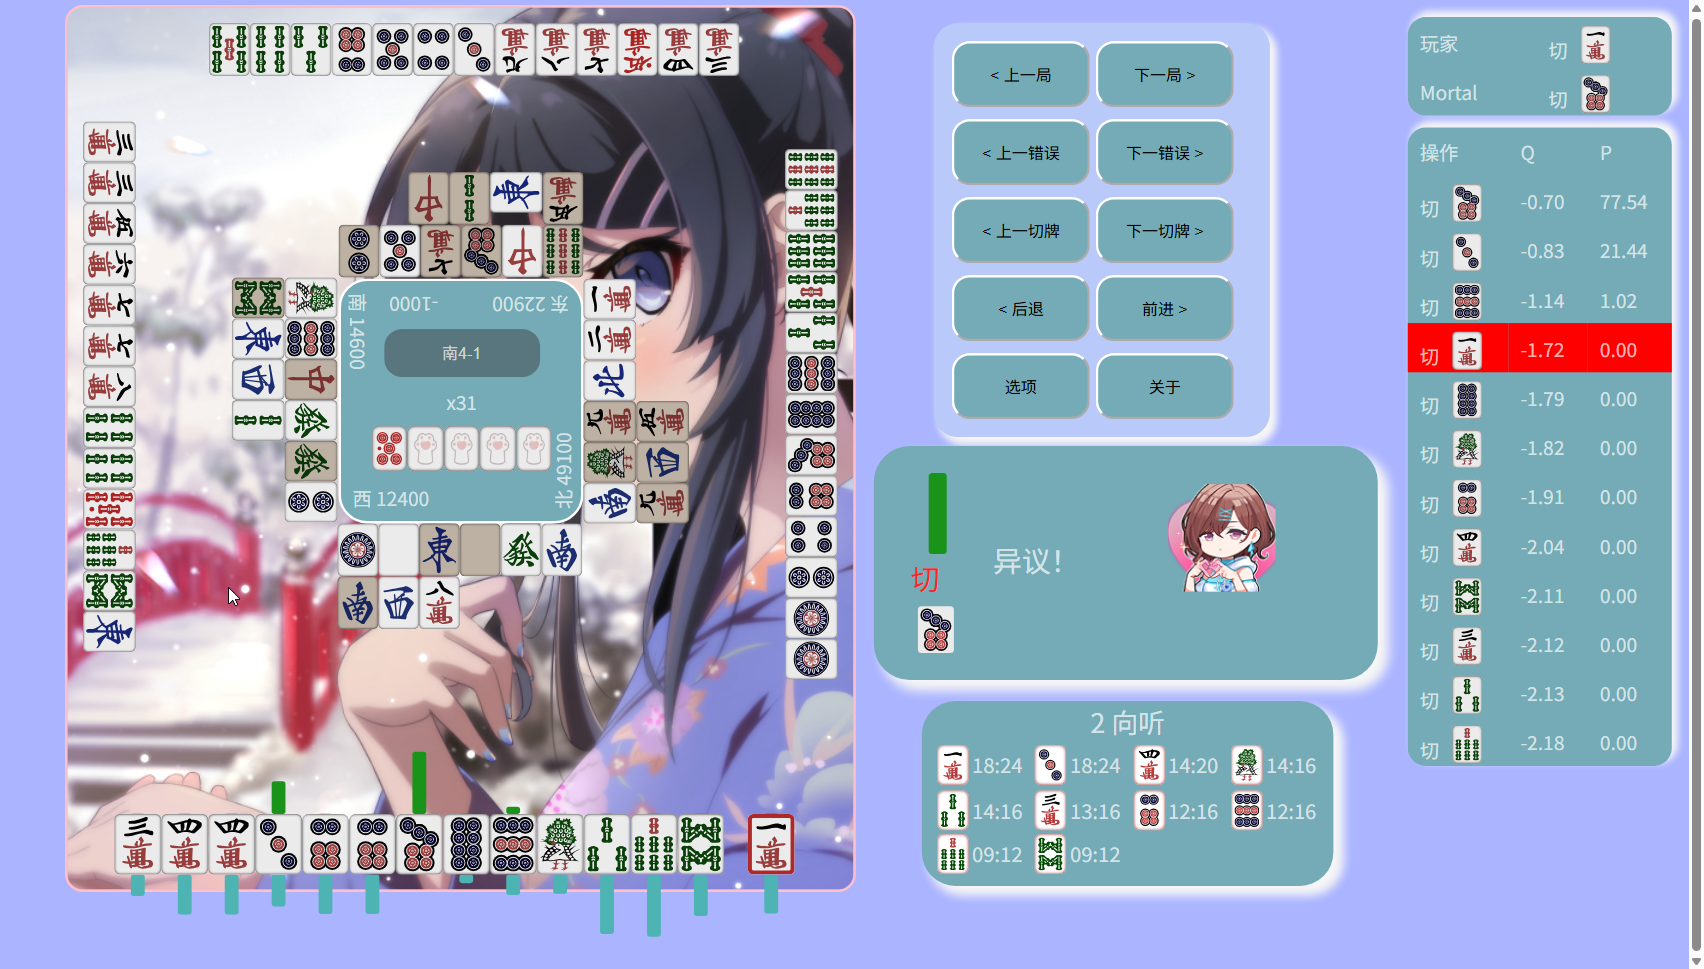 南 14600
-1000
东 22900
南4-1
x31
西 12400
北 49100
< 上一局
下一局 >
< 上一错误
下一错误 >
< 上一切牌
下一切牌 >
< 后退
前进 >
选项
关于
切
异议！
2 向听
18:24 18:24 14:20 14:16
14:16 13:16 12:16 12:16
09:12 09:12
玩家 切
Mortal 切
操作 Q P
切 -0.70 77.54
切 -0.83 21.44
切 -1.14 1.02
切 -1.72 0.00
切 -1.79 0.00
切 -1.82 0.00
切 -1.91 0.00
切 -2.04 0.00
切 -2.11 0.00
切 -2.12 0.00
切 -2.13 0.00
切 -2.18 0.00